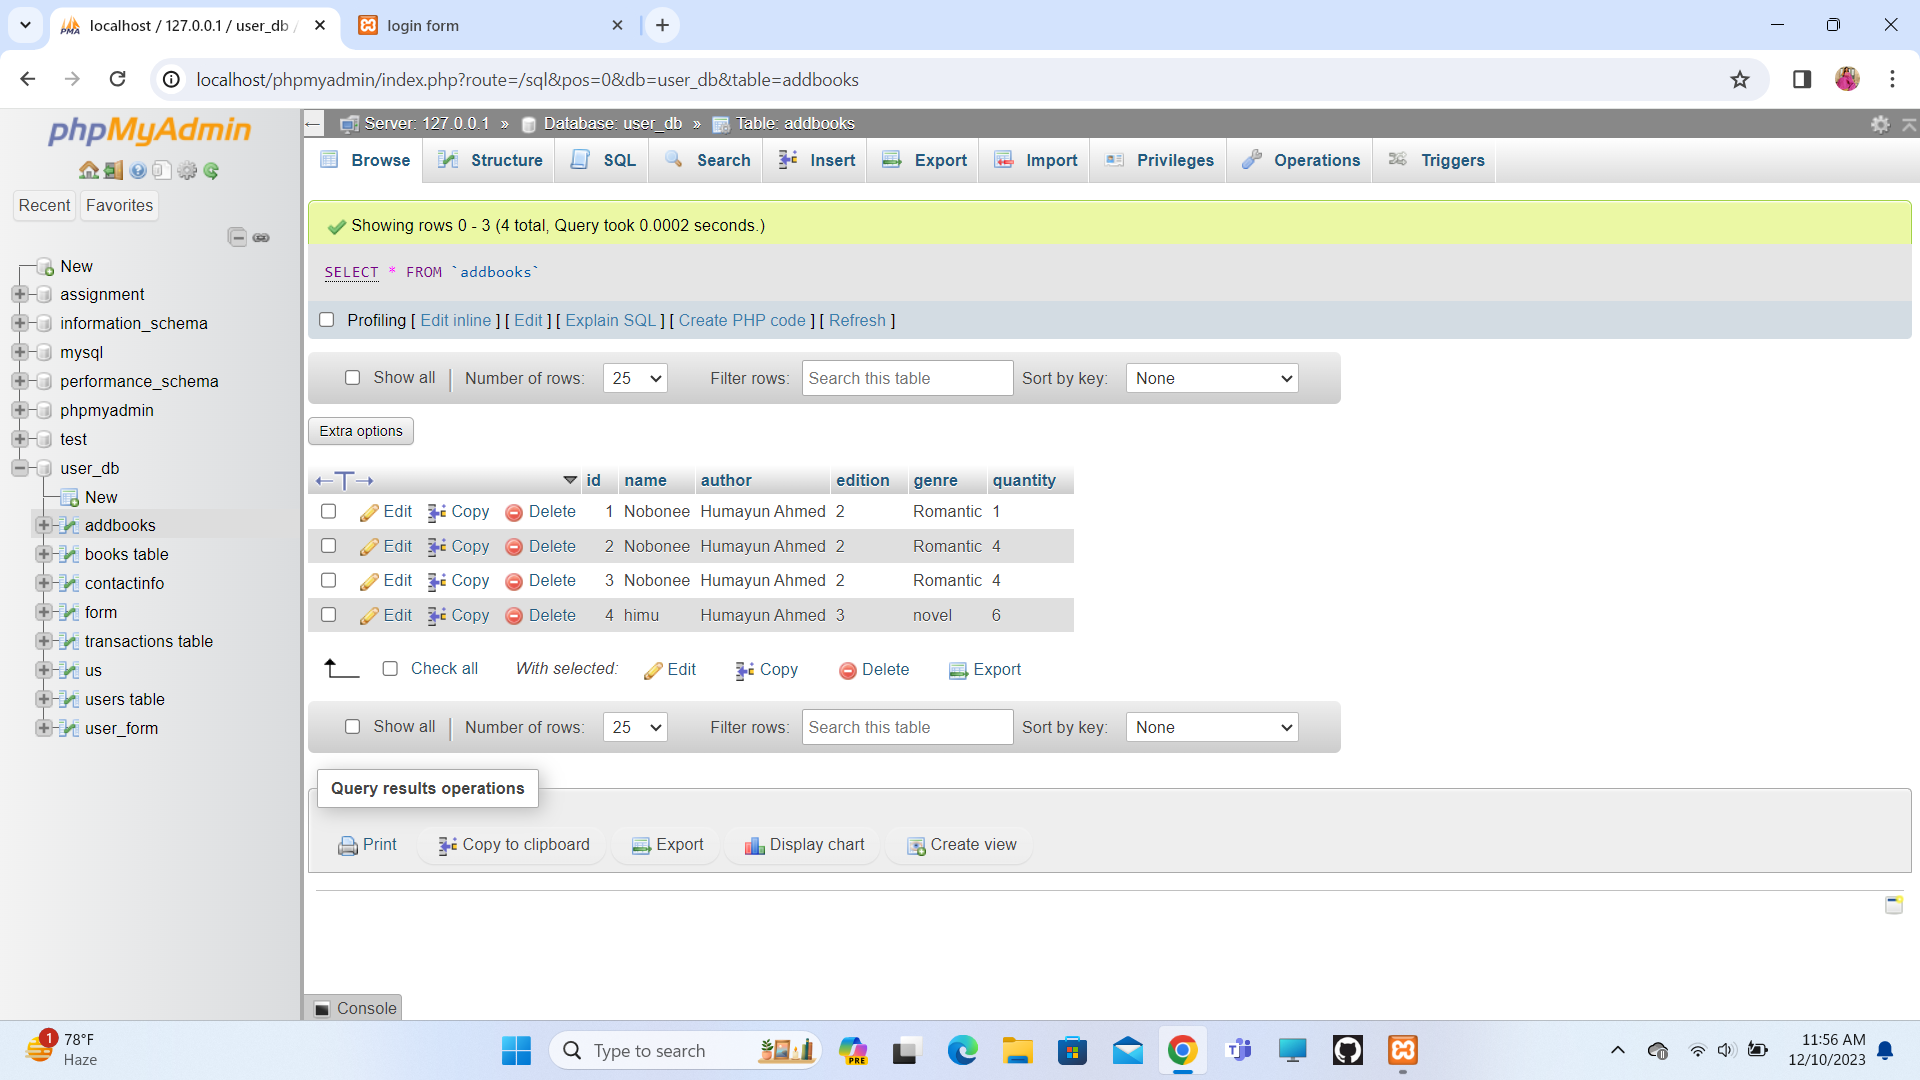 localhost / 127.0.0.1 / user_db /
login form
localhost/phpmyadmin/index.php?route=/sql&pos=0&db=user_db&table=addbooks
phpMyAdmin
Recent Favorites
New
assignment
information_schema
mysql
performance_schema
phpmyadmin
test
user_db
New
addbooks
books table
contactinfo
form
transactions table
us
users table
user_form
Server: 127.0.0.1 » Database: user_db » Table: addbooks
Browse Structure SQL Search Insert Export Import Privileges Operations Triggers
Showing rows 0 - 3 (4 total, Query took 0.0002 seconds.)
SELECT * FROM `addbooks`
Profiling [ Edit inline ] [ Edit ] [ Explain SQL ] [ Create PHP code ] [ Refresh ]
Show all | Number of rows: 25 Filter rows: Search this table Sort by key: None
Extra options
←T→ id name author edition genre quantity
Edit Copy Delete 1 Nobonee Humayun Ahmed 2 Romantic 1
Edit Copy Delete 2 Nobonee Humayun Ahmed 2 Romantic 4
Edit Copy Delete 3 Nobonee Humayun Ahmed 2 Romantic 4
Edit Copy Delete 4 himu Humayun Ahmed 3 novel 6
Check all With selected: Edit Copy Delete Export
Show all | Number of rows: 25 Filter rows: Search this table Sort by key: None
Query results operations
Print Copy to clipboard Export Display chart Create view
Console
1 78°F
Haze
Type to search
PRE
11:56 AM
12/10/2023